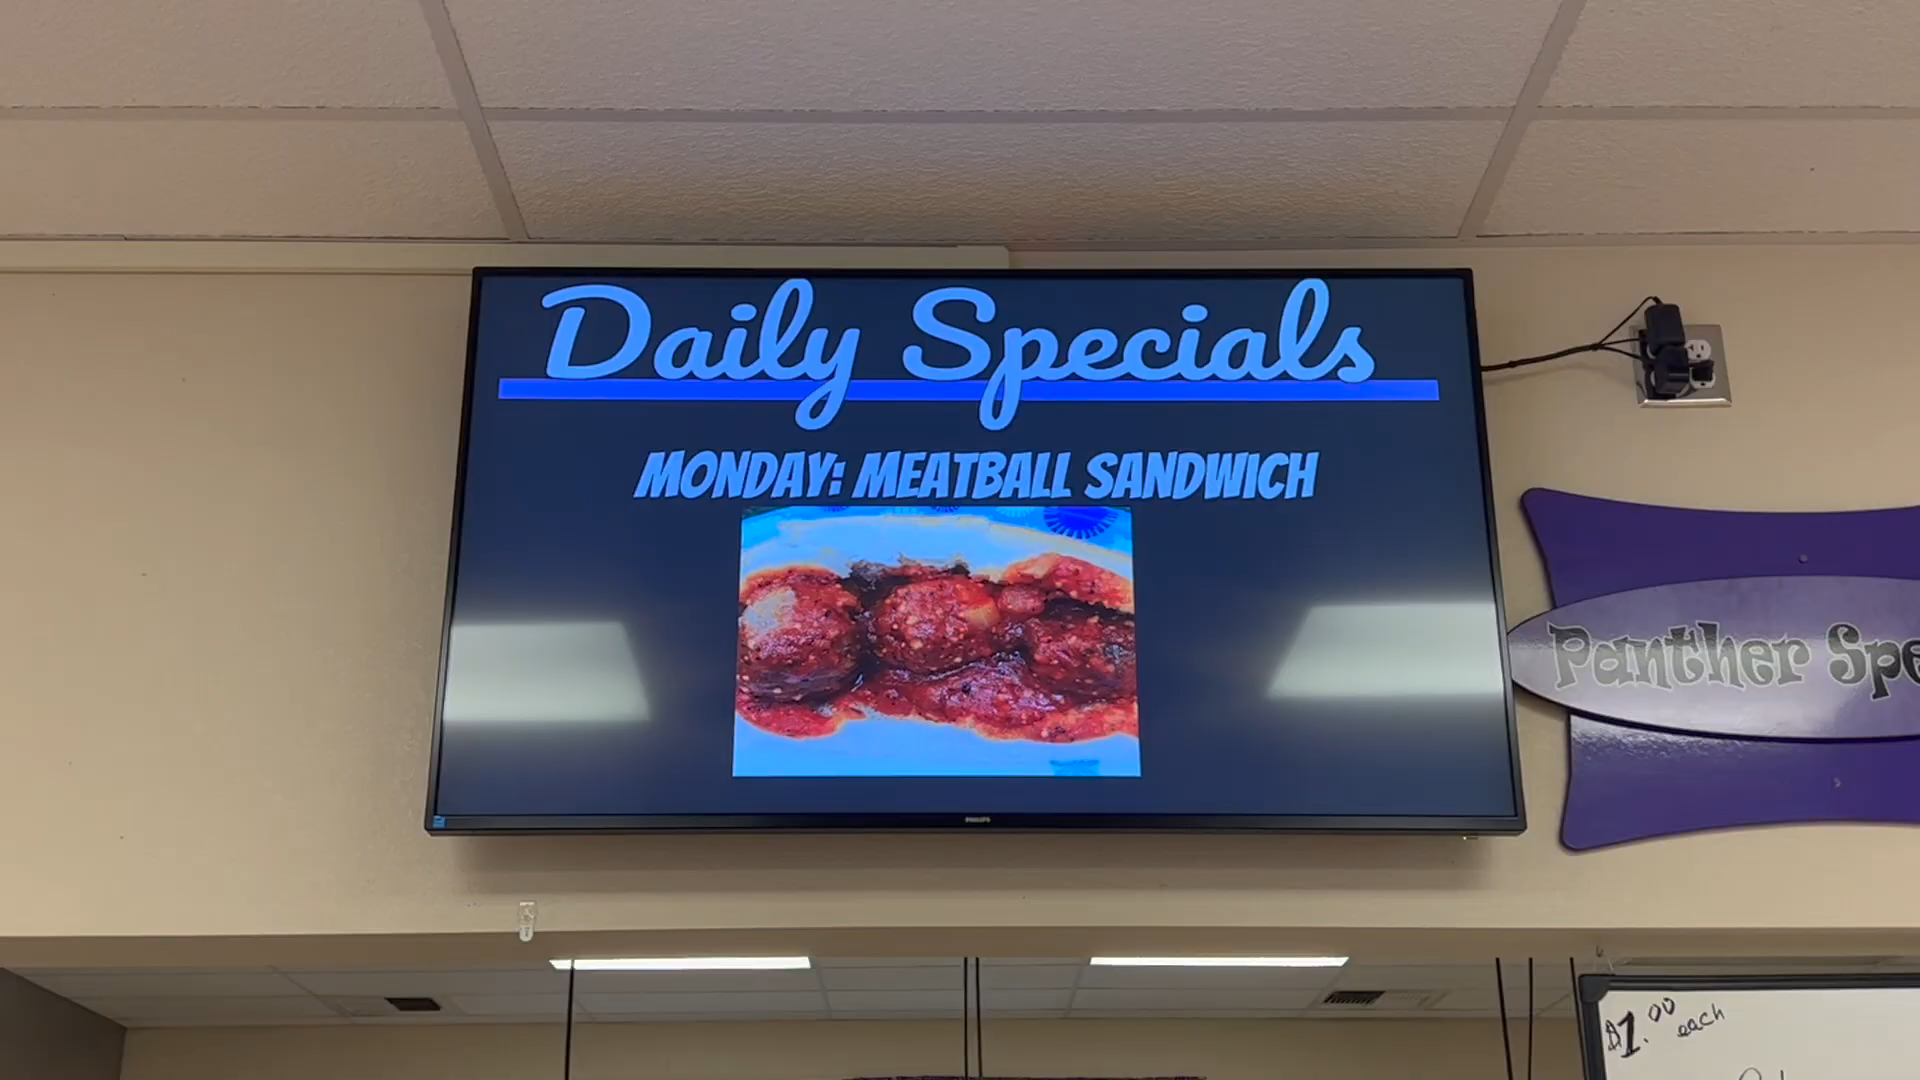 Daily Specials
MONDAY: MEATBALL SANDWICH
PHILIPS
Panther Spe
$1.00 each